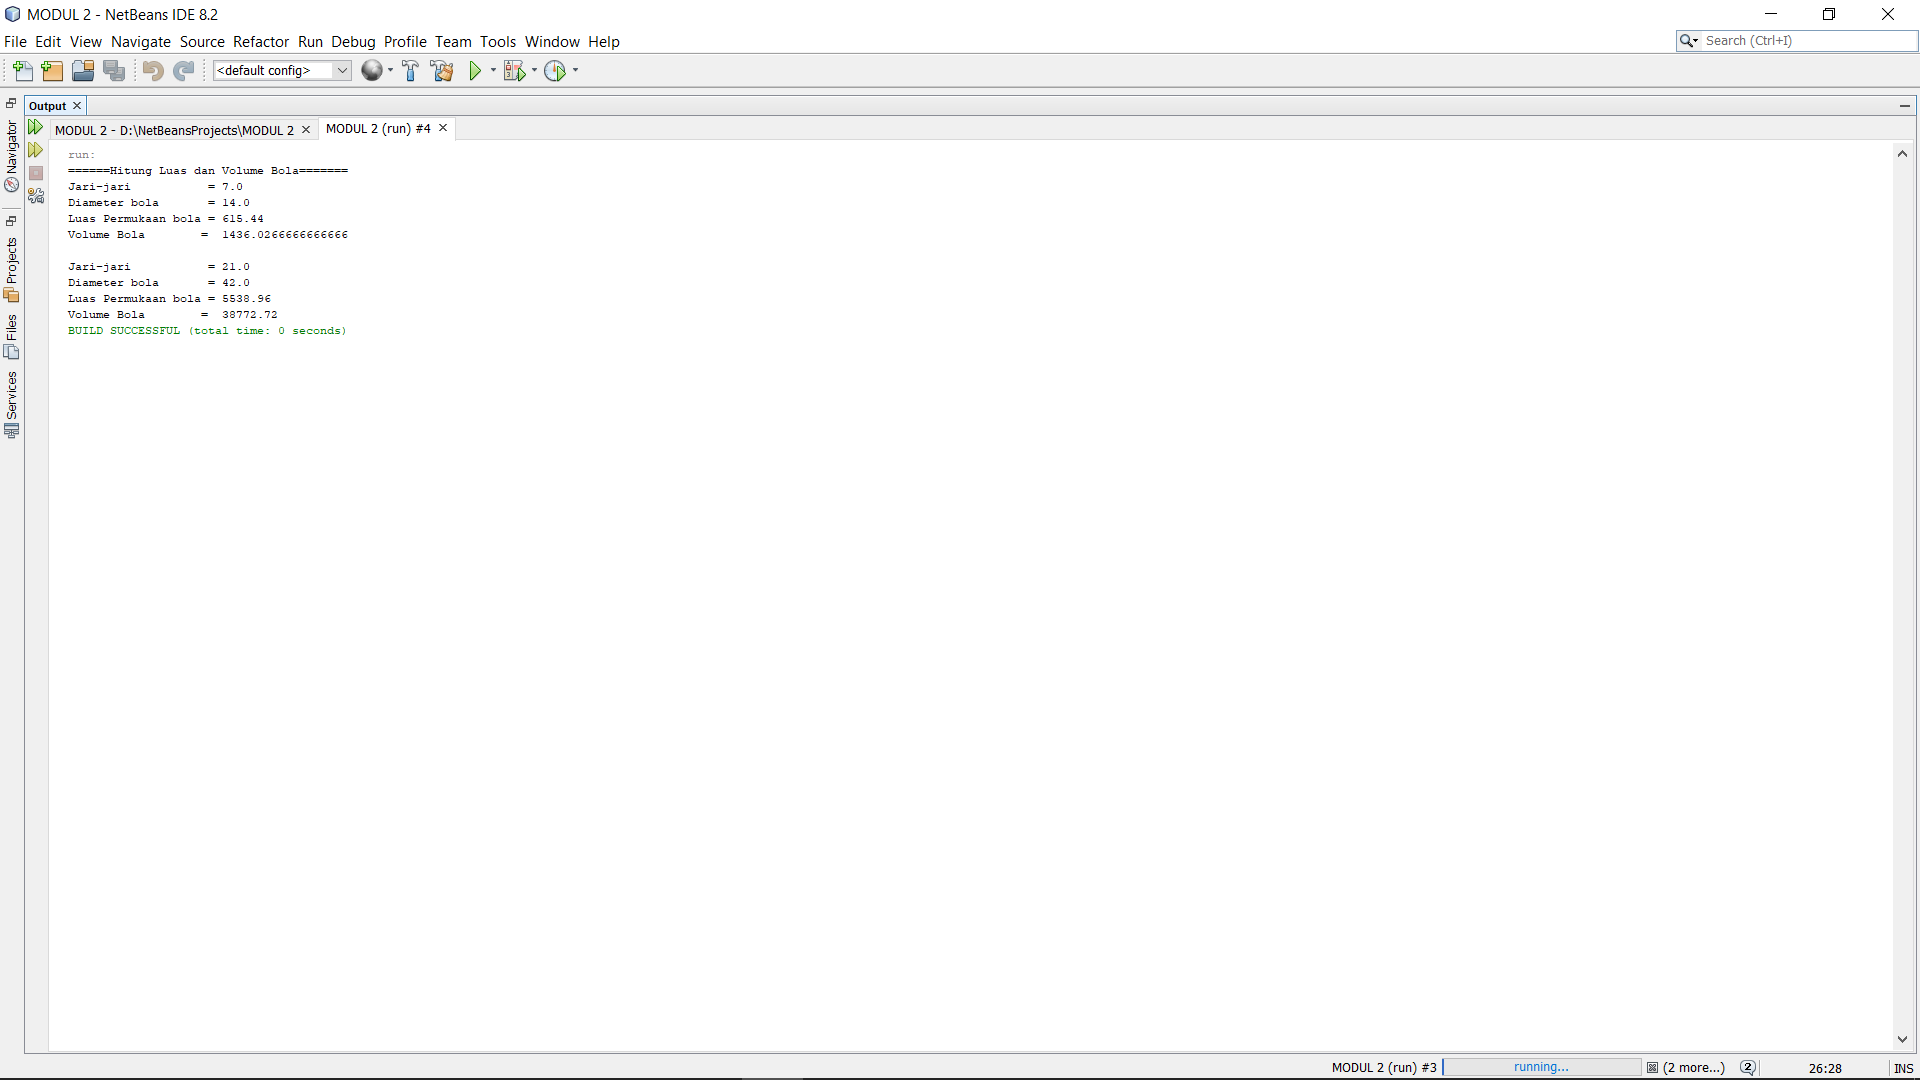 MODUL 2 - NetBeans IDE 8.2
File Edit View Navigate Source Refactor Run Debug Profile Team Tools Window Help
Search (Ctrl+I)
<default config>
Output
Navigator
Projects
Files
Services
MODUL 2 - D:\NetBeansProjects\MODUL 2
MODUL 2 (run) #4
run:
======Hitung Luas dan Volume Bola=======
Jari-jari           = 7.0
Diameter bola       = 14.0
Luas Permukaan bola = 615.44
Volume Bola        =  1436.0266666666666
Jari-jari           = 21.0
Diameter bola       = 42.0
Luas Permukaan bola = 5538.96
Volume Bola        =  38772.72
BUILD SUCCESSFUL (total time: 0 seconds)
MODUL 2 (run) #3
running...
(2 more...)
2
26:28
INS